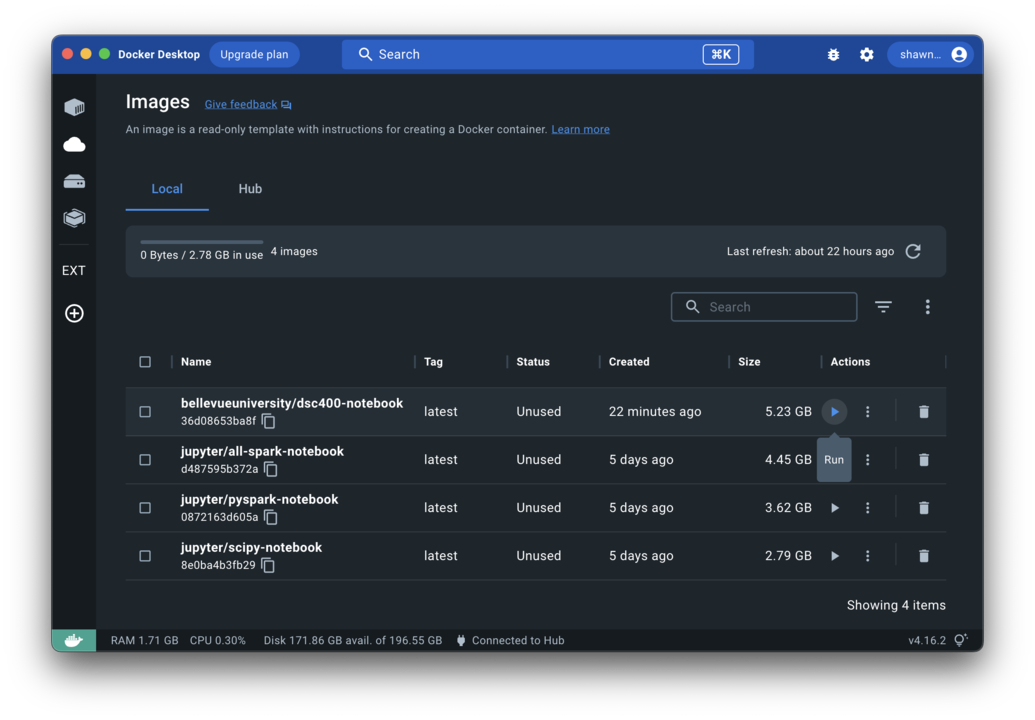 Docker Desktop Upgrade plan Search ⌘K shawn...
Images Give feedback
An image is a read-only template with instructions for creating a Docker container. Learn more
Local Hub
0 Bytes / 2.78 GB in use 4 images Last refresh: about 22 hours ago
EXT
Search
Name Tag Status Created Size Actions
bellevueuniversity/dsc400-notebook latest Unused 22 minutes ago 5.23 GB
36d08653ba8f
jupyter/all-spark-notebook latest Unused 5 days ago 4.45 GB Run
d487595b372a
jupyter/pyspark-notebook latest Unused 5 days ago 3.62 GB
0872163d605a
jupyter/scipy-notebook latest Unused 5 days ago 2.79 GB
8e0ba4b3fb29
Showing 4 items
RAM 1.71 GB CPU 0.30% Disk 171.86 GB avail. of 196.55 GB Connected to Hub v4.16.2